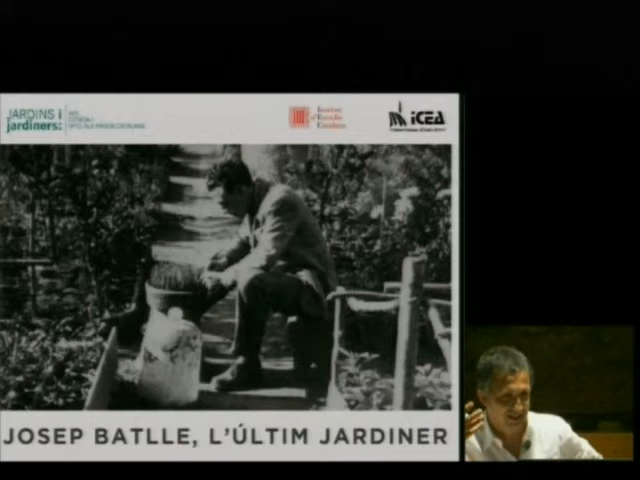 JARDINS i
jardiners:
Institut
d'Estudis
Catalans
iCEA
JOSEP BATLLE, L'ÚLTIM JARDINER